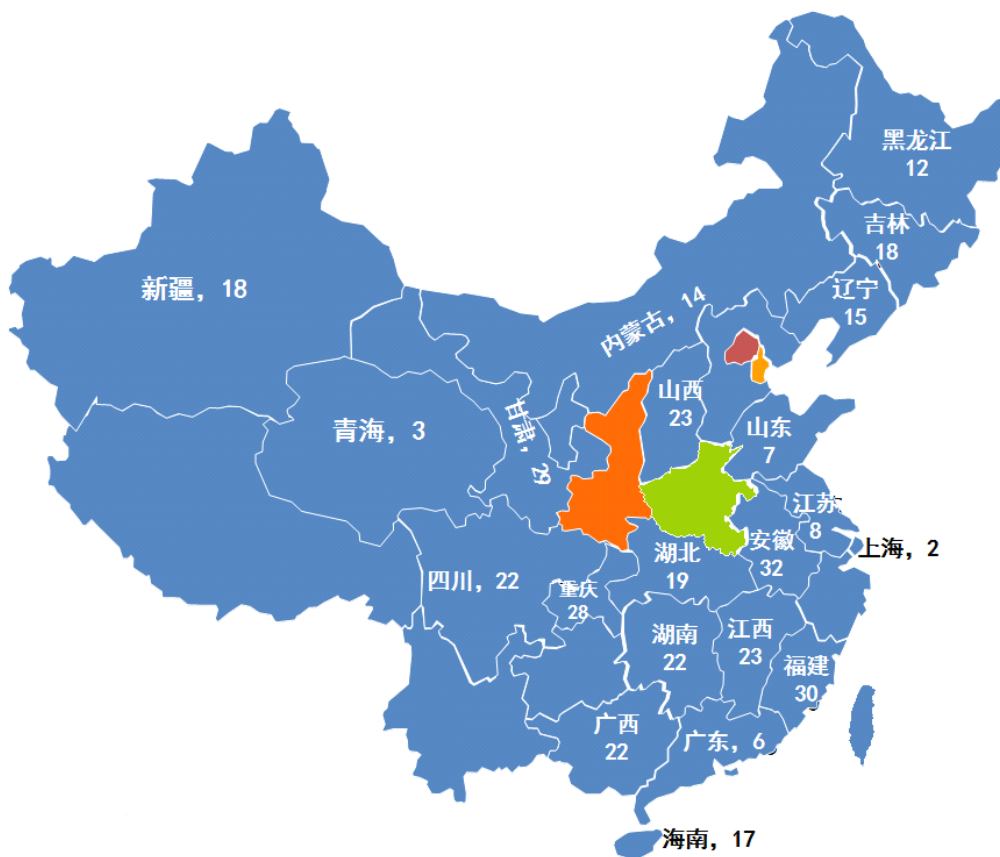 黑龙江
12
吉林
18
辽宁
15
新疆，18
内蒙古，14
山西
23
青海，3
甘肃，29
山东
7
江苏
8
上海，2
安徽
32
湖北
19
四川，22
重庆
28
湖南
22
江西
23
福建
30
广西
22
广东，6
海南，17